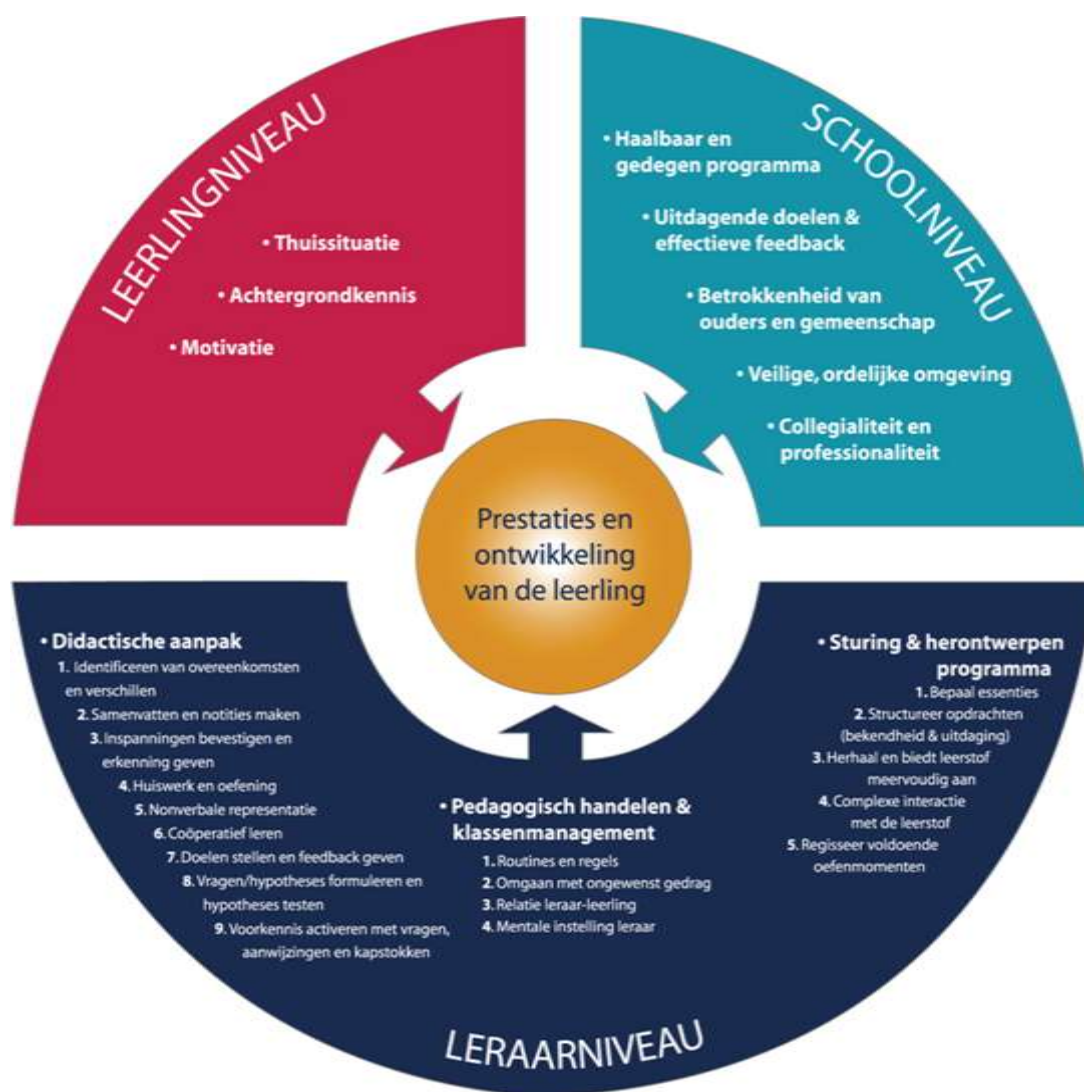 LEERLINGNIVEAU
• Thuissituatie
• Achtergrondkennis
• Motivatie
SCHOOLNIVEAU
• Haalbaar en
gedegen programma
• Uitdagende doelen &
effectieve feedback
• Betrokkenheid van
ouders en gemeenschap
• Veilige, ordelijke omgeving
• Collegialiteit en
professionaliteit
Prestaties en
ontwikkeling
van de leerling
• Didactische aanpak
1. Identificeren van overeenkomsten
en verschillen
2. Samenvatten en notities maken
3. Inspanningen bevestigen en
erkenning geven
4. Huiswerk en oefening
5. Nonverbale representatie
6. Coöperatief leren
7. Doelen stellen en feedback geven
8. Vragen/hypotheses formuleren en
hypotheses testen
9. Voorkennis activeren met vragen,
aanwijzingen en kapstokken
• Pedagogisch handelen &
klassenmanagement
1. Routines en regels
2. Omgaan met ongewenst gedrag
3. Relatie leraar-leerling
4. Mentale instelling leraar
• Sturing & herontwerpen
programma
1. Bepaal essenties
2. Structureer opdrachten
(bekendheid & uitdaging)
3. Herhaal en biedt leerstof
meervoudig aan
4. Complexe interactie
met de leerstof
5. Regisseer voldoende
oefenmomenten
LERAARNIVEAU